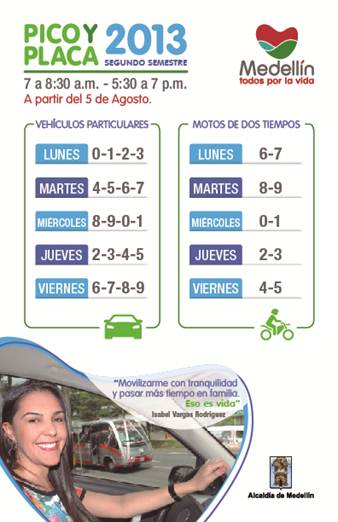 PICO Y
PLACA
2013
SEGUNDO SEMESTRE
7 a 8:30 a.m. - 5:30 a 7 p.m.
A partir del 5 de Agosto.
Medellín
todos por la vida
VEHÍCULOS PARTICULARES
LUNES 0-1-2-3
MARTES 4-5-6-7
MIÉRCOLES 8-9-0-1
JUEVES 2-3-4-5
VIERNES 6-7-8-9
MOTOS DE DOS TIEMPOS
LUNES 6-7
MARTES 8-9
MIÉRCOLES 0-1
JUEVES 2-3
VIERNES 4-5
“Movilizarme con tranquilidad
y pasar más tiempo en familia.
Eso es vida”
Isabel Vargas Rodríguez
Alcaldía de Medellín